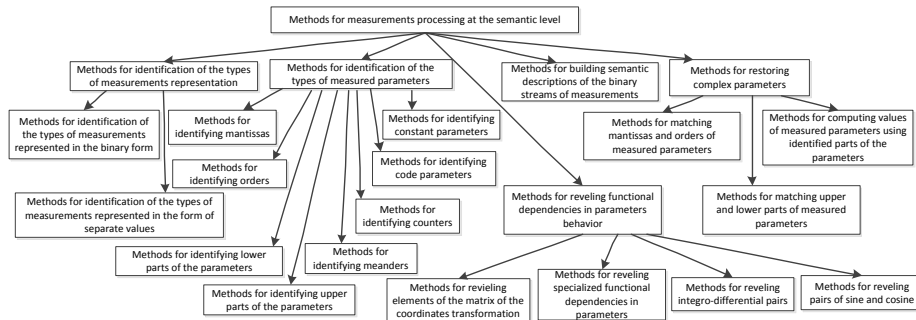 Methods for measurements processing at the semantic level
Methods for identification of the types
of measurements representation
Methods for identification of the
types of measured parameters
Methods for building semantic
descriptions of the binary
streams of measurements
Methods for restoring
complex parameters
Methods for identification of
the types of measurements
represented in the binary form
Methods for
identifying mantissas
Methods for identifying
constant parameters
Methods for matching
mantissas and orders of
measured parameters
Methods for computing values
of measured parameters using
identified parts of the
parameters
Methods for
identifying orders
Methods for identifying
code parameters
Methods for identification of the types of
measurements represented in the form of
separate values
Methods for
identifying counters
Methods for reveling functional
dependencies in parameters
behavior
Methods for matching upper
and lower parts of measured
parameters
Methods for identifying lower
parts of the parameters
Methods for
identifying meanders
Methods for identifying upper
parts of the parameters
Methods for revieling
elements of the matrix of the
coordinates transformation
Methods for reveling
specialized functional
dependencies in
parameters
Methods for reveling
integro-differential pairs
Methods for reveling
pairs of sine and cosine